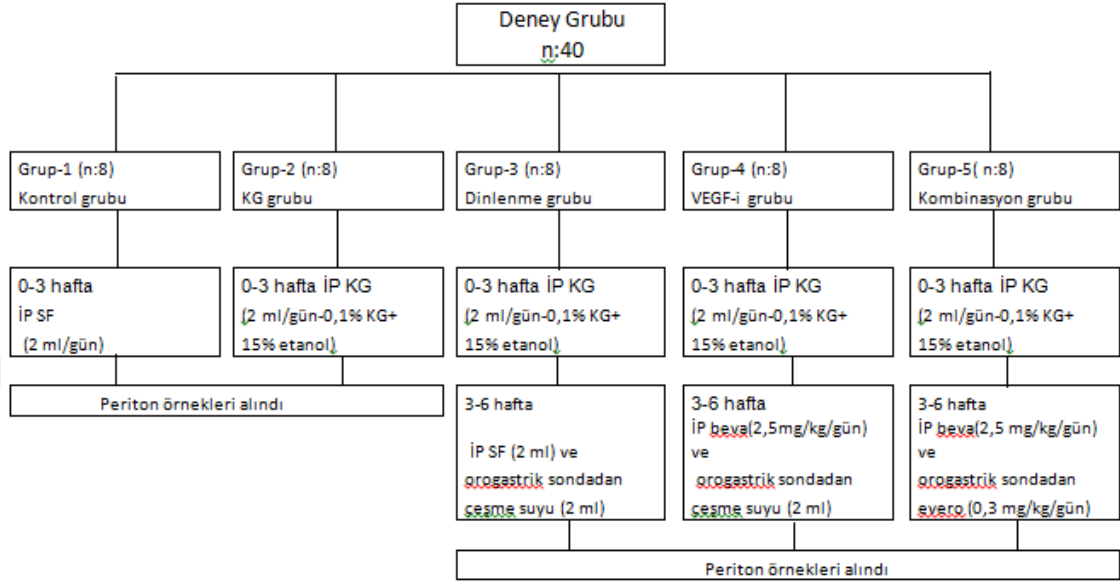 Deney Grubu
n:40
Grup-1 (n:8)
Kontrol grubu
Grup-2 (n:8)
KG grubu
Grup-3 (n:8)
Dinlenme grubu
Grup-4 (n:8)
VEGF-i grubu
Grup-5( n:8)
Kombinasyon grubu
0-3 hafta
İP SF
(2 ml/gün)
0-3 hafta İP KG
(2 ml/gün-0,1% KG+
15% etanol)
0-3 hafta İP KG
(2 ml/gün-0,1% KG+
15% etanol)
0-3 hafta İP KG
(2 ml/gün-0,1% KG+
15% etanol)
0-3 hafta İP KG
(2 ml/gün-0,1% KG+
15% etanol)
Periton örnekleri alındı
3-6 hafta
İP SF (2 ml) ve
orogastrik sondadan
çeşme suyu (2 ml)
3-6 hafta
İP beva(2,5mg/kg/gün)
ve
orogastrik sondadan
çeşme suyu (2 ml)
3-6 hafta
İP beva(2,5 mg/kg/gün)
ve
orogastrik sondadan
evero (0,3 mg/kg/gün)
Periton örnekleri alındı